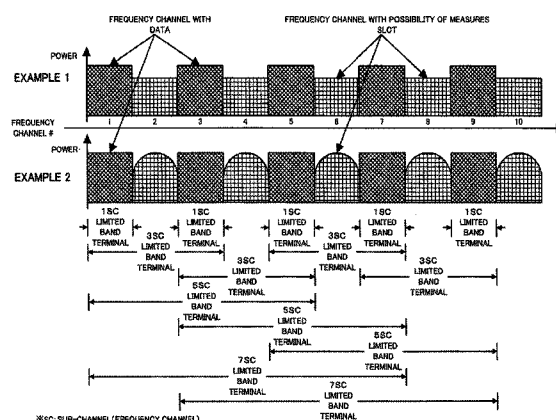 FREQUENCY CHANNEL WITH
DATA
FREQUENCY CHANNEL WITH POSSIBILITY OF MEASURES
SLOT
POWER
EXAMPLE 1
FREQUENCY
CHANNEL #
1 2 3 4 5 6 7 8 9 10
POWER
EXAMPLE 2
1SC
LIMITED
BAND
TERMINAL
1SC
LIMITED
BAND
TERMINAL
1SC
LIMITED
BAND
TERMINAL
1SC
LIMITED
BAND
TERMINAL
1SC
LIMITED
BAND
TERMINAL
3SC
LIMITED
BAND
TERMINAL
3SC
LIMITED
BAND
TERMINAL
3SC
LIMITED
BAND
TERMINAL
3SC
LIMITED
BAND
TERMINAL
5SC
LIMITED
BAND
TERMINAL
5SC
LIMITED
BAND
TERMINAL
5SC
LIMITED
BAND
TERMINAL
7SC
LIMITED
BAND
TERMINAL
7SC
LIMITED
BAND
TERMINAL
※SC: SUB-CHANNEL (FREQUENCY CHANNEL)